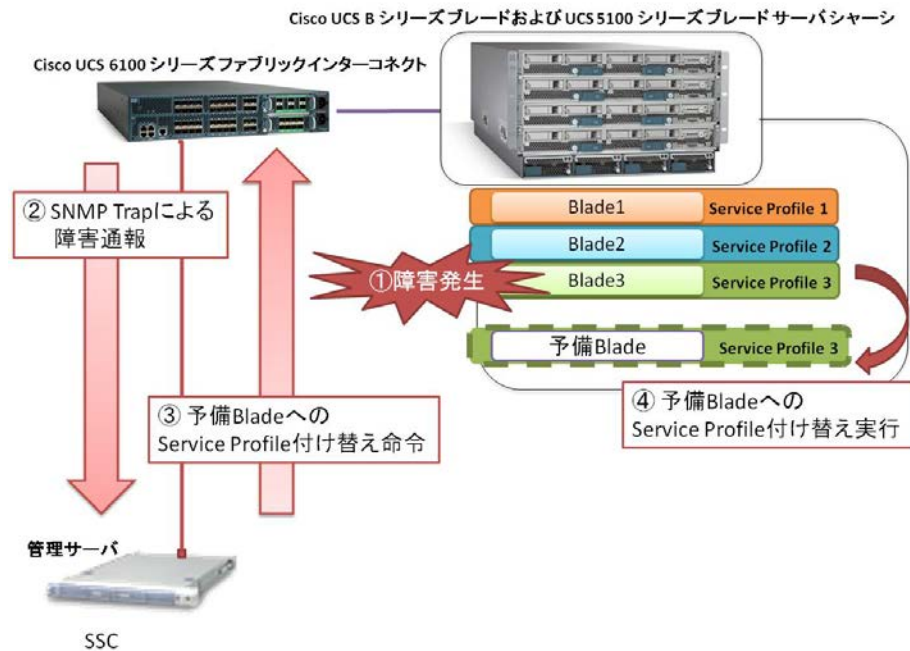 Cisco UCS B シリーズブレードおよび UCS 5100 シリーズブレード サーバシャーシ
Cisco UCS 6100 シリーズ ファブリックインターコネクト
② SNMP Trapによる
障害通報
①障害発生
Blade1
Service Profile 1
Blade2
Service Profile 2
Blade3
Service Profile 3
予備Blade
Service Profile 3
③ 予備Bladeへの
Service Profile付け替え命令
④ 予備Bladeへの
Service Profile付け替え実行
管理サーバ
SSC